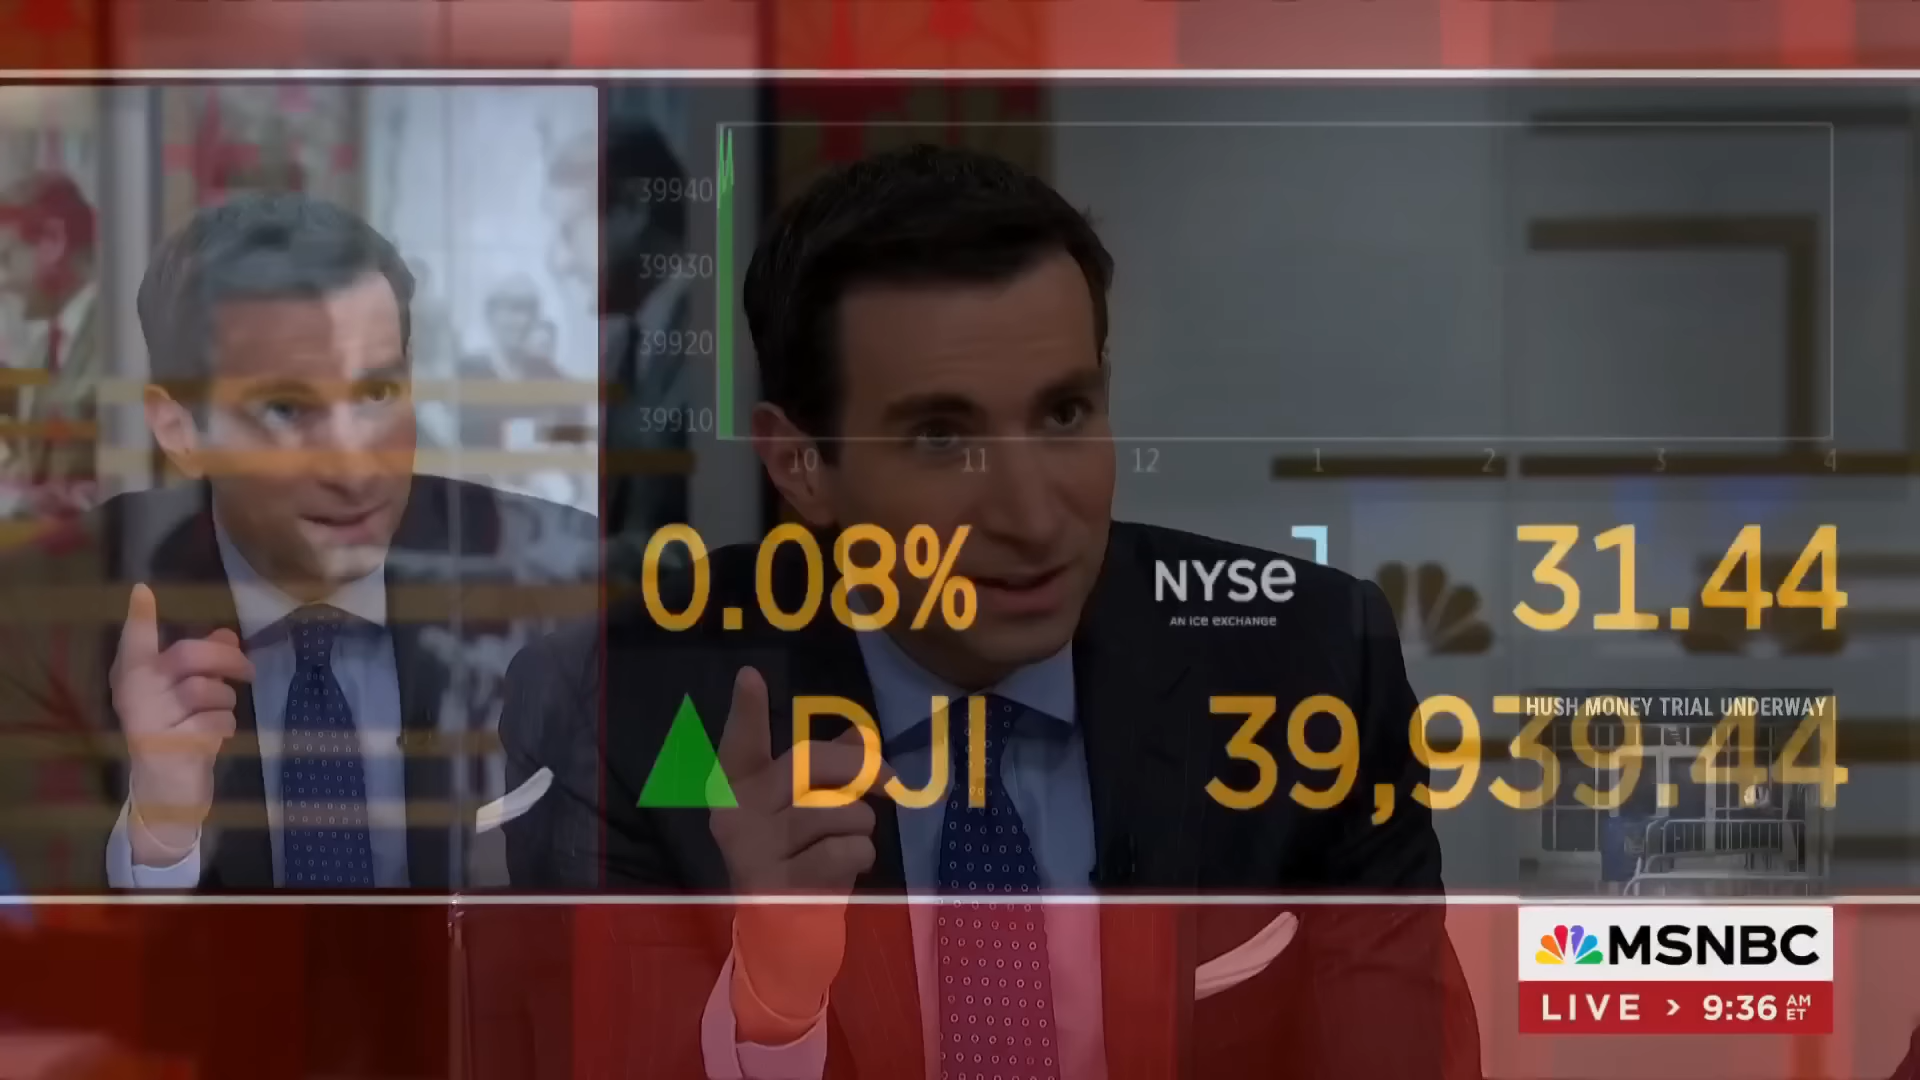 39940
39930
39920
39910
10 11 12 1 2 3 4
0.08% NYSE 31.44
AN ICE EXCHANGE
DJI 39,939.44
HUSH MONEY TRIAL UNDERWAY
MSNBC
LIVE > 9:36 AM ET